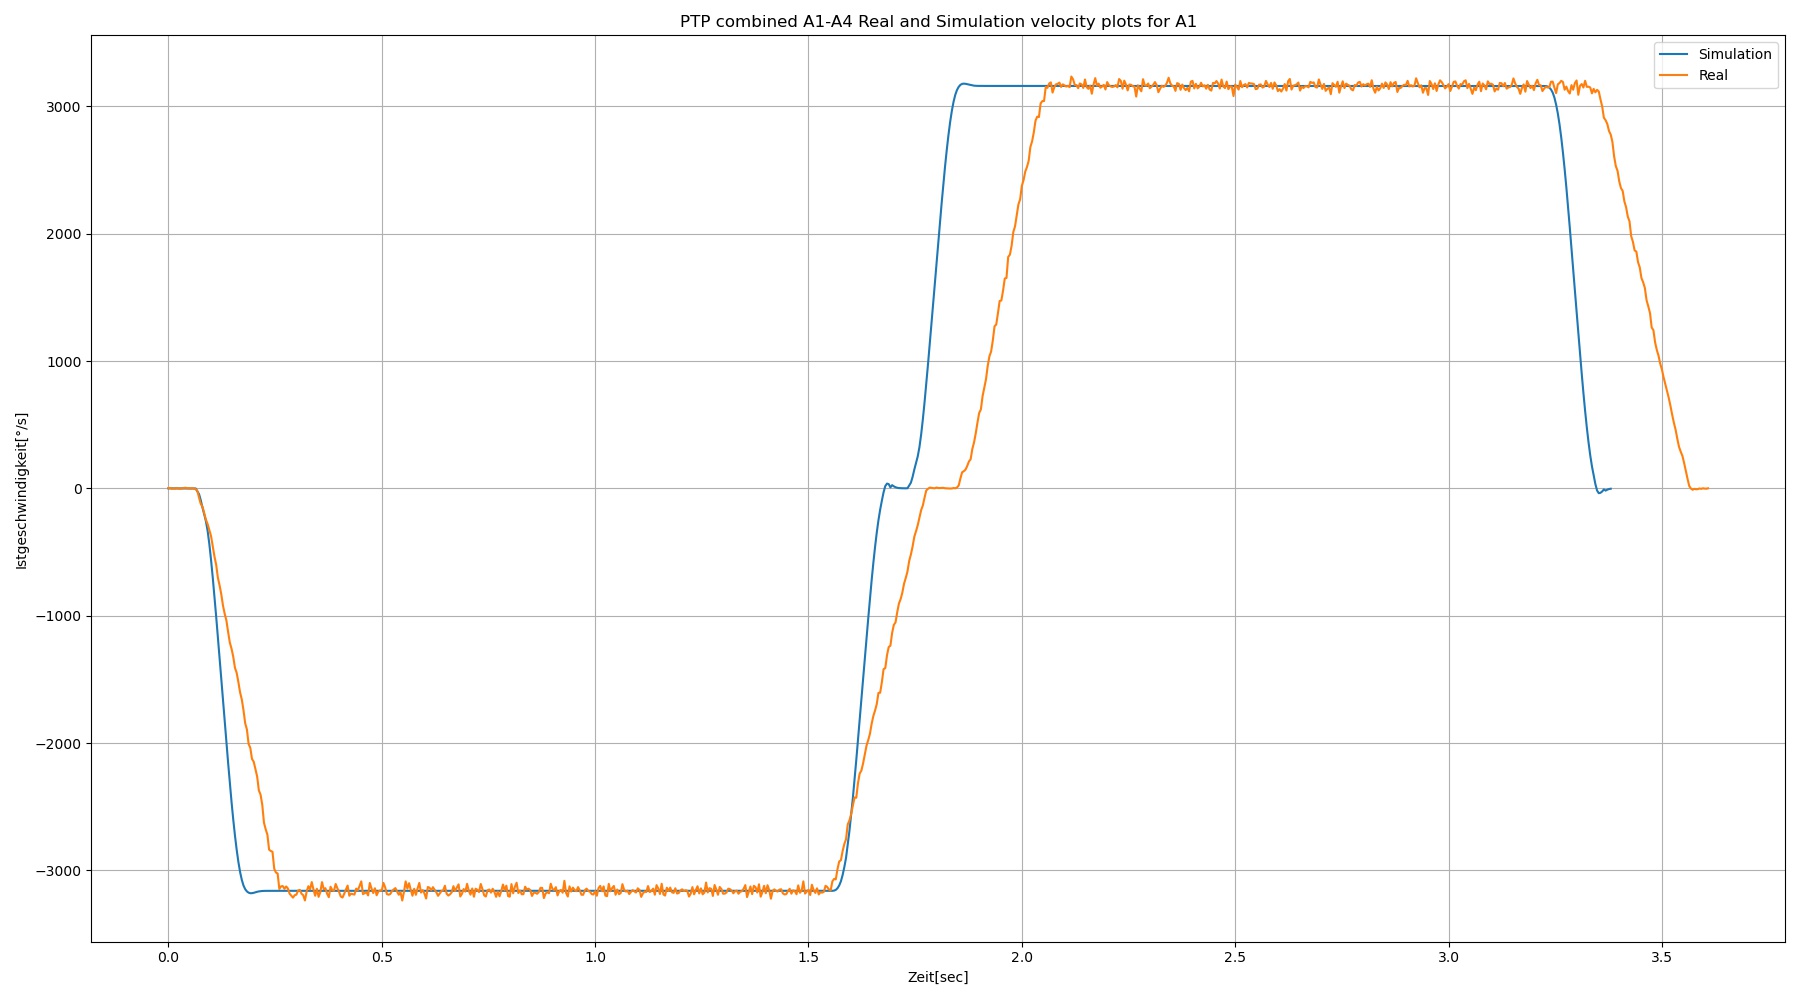 PTP combined A1-A4 Real and Simulation velocity plots for A1
Simulation
Real
3000
2000
1000
0
−1000
−2000
−3000
Istgeschwindigkeit[°/s]
0.0 0.5 1.0 1.5 2.0 2.5 3.0 3.5
Zeit[sec]